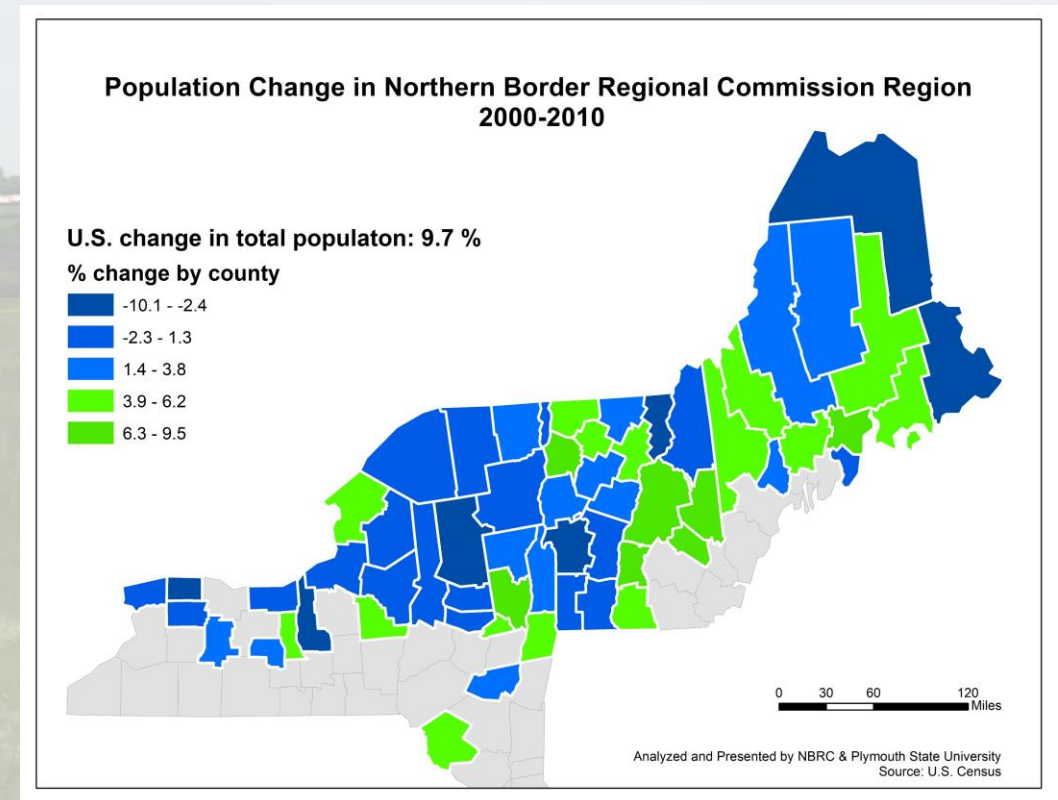 Population Change in Northern Border Regional Commission Region
2000-2010
U.S. change in total populaton: 9.7 %
% change by county
-10.1 - -2.4
-2.3 - 1.3
1.4 - 3.8
3.9 - 6.2
6.3 - 9.5
0 30 60 120
Miles
Analyzed and Presented by NBRC & Plymouth State University
Source: U.S. Census